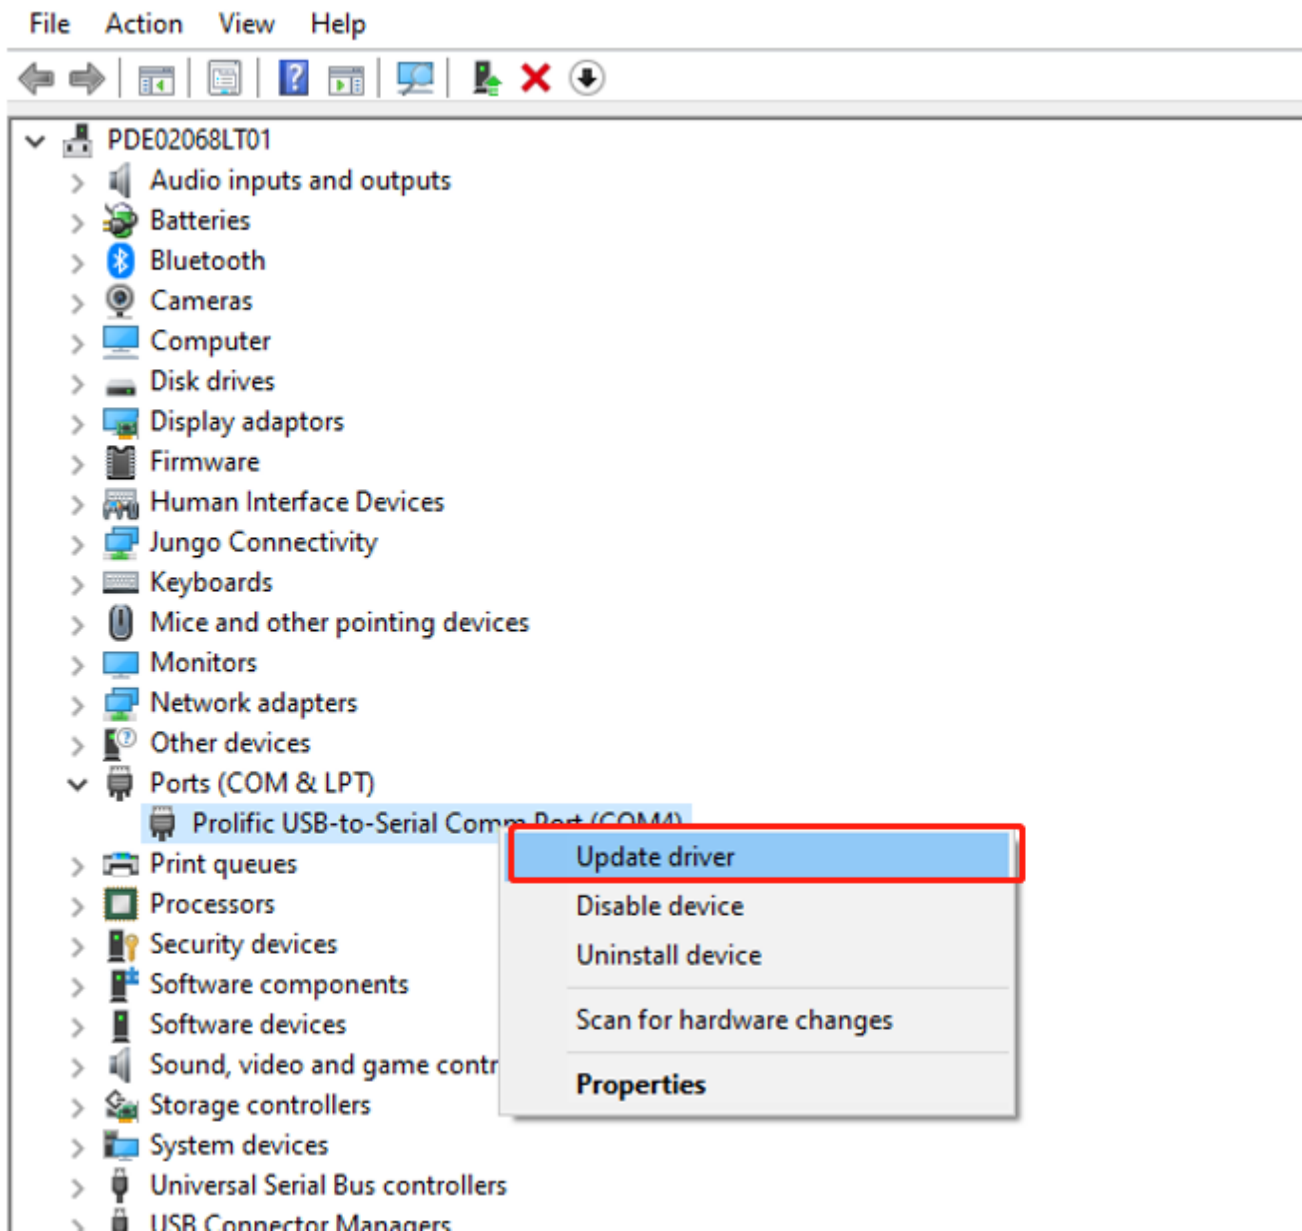 File Action View Help
PDE02068LT01
Audio inputs and outputs
Batteries
Bluetooth
Cameras
Computer
Disk drives
Display adaptors
Firmware
Human Interface Devices
Jungo Connectivity
Keyboards
Mice and other pointing devices
Monitors
Network adapters
Other devices
Ports (COM & LPT)
Prolific USB-to-Serial Comm Port (COM4)
Update driver
Disable device
Uninstall device
Scan for hardware changes
Properties
Print queues
Processors
Security devices
Software components
Software devices
Sound, video and game contr
Storage controllers
System devices
Universal Serial Bus controllers
USB Connector Managers